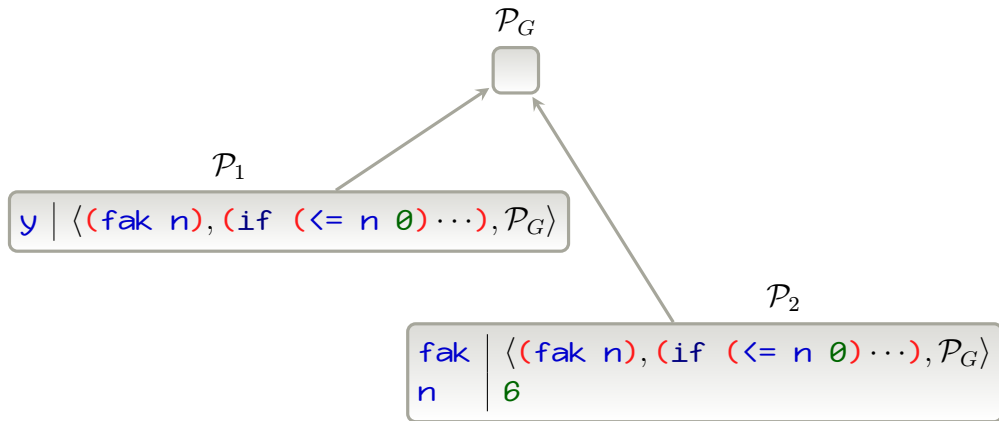 𝒫_G
𝒫_1
y | ⟨(fak n), (if (<= n 0) ⋯), 𝒫_G⟩
𝒫_2
fak | ⟨(fak n), (if (<= n 0) ⋯), 𝒫_G⟩
n | 6